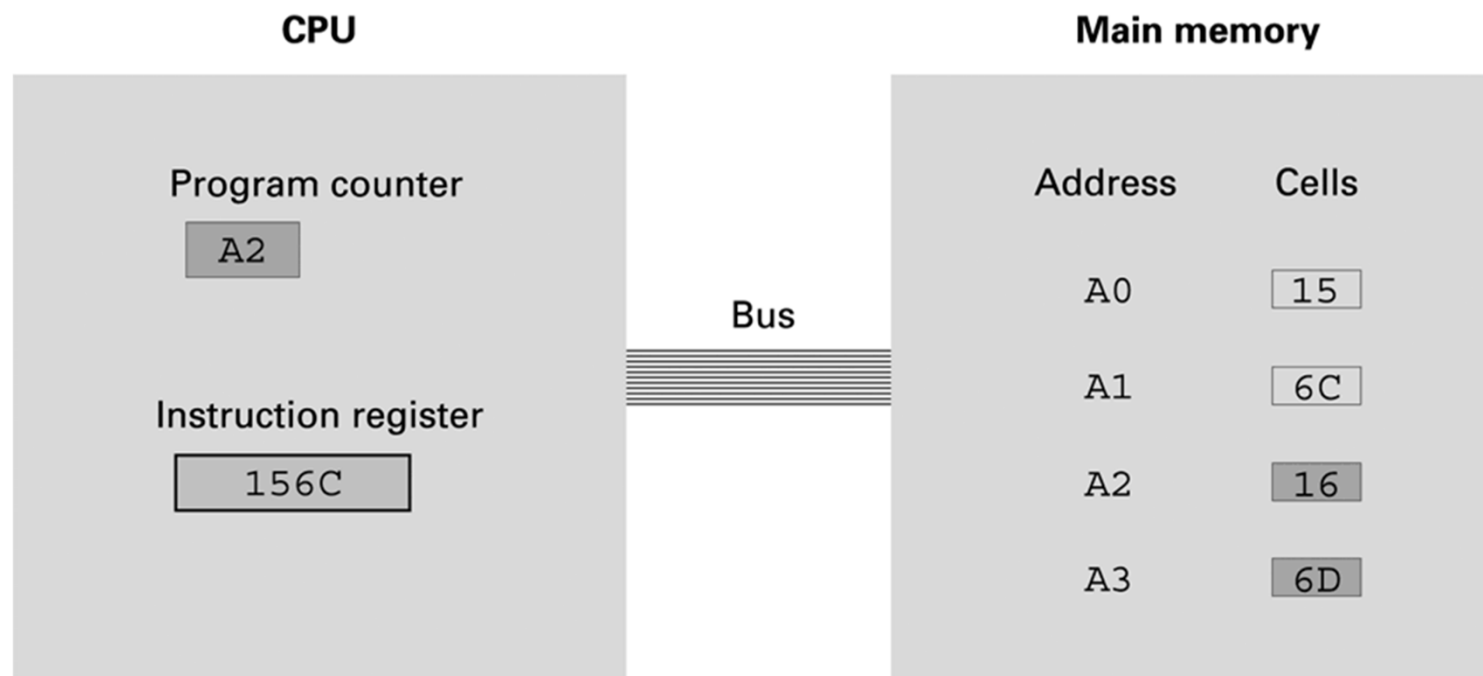 CPU
Main memory
Program counter
A2
Instruction register
156C
Bus
Address Cells
A0 15
A1 6C
A2 16
A3 6D